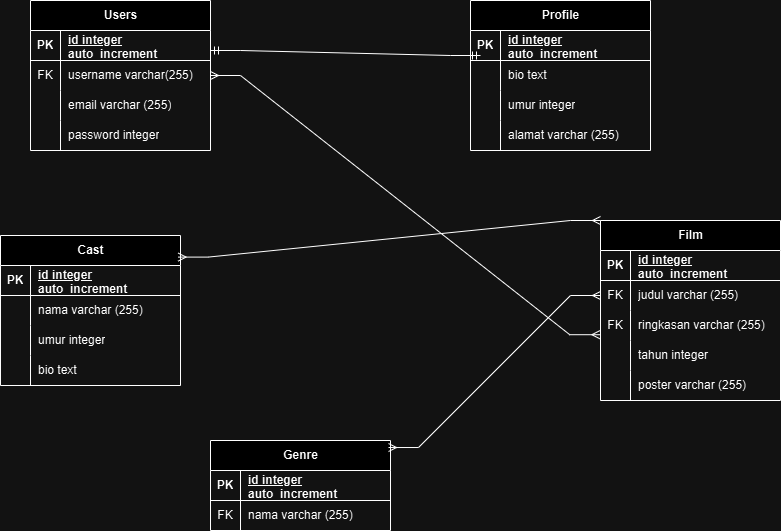 Users
PK id integer
auto_increment
FK username varchar(255)
email varchar (255)
password integer
Profile
PK id integer
auto_increment
bio text
umur integer
alamat varchar (255)
Cast
PK id integer
auto_increment
nama varchar (255)
umur integer
bio text
Film
PK id integer
auto_increment
FK judul varchar (255)
FK ringkasan varchar (255)
tahun integer
poster varchar (255)
Genre
PK id integer
auto_increment
FK nama varchar (255)